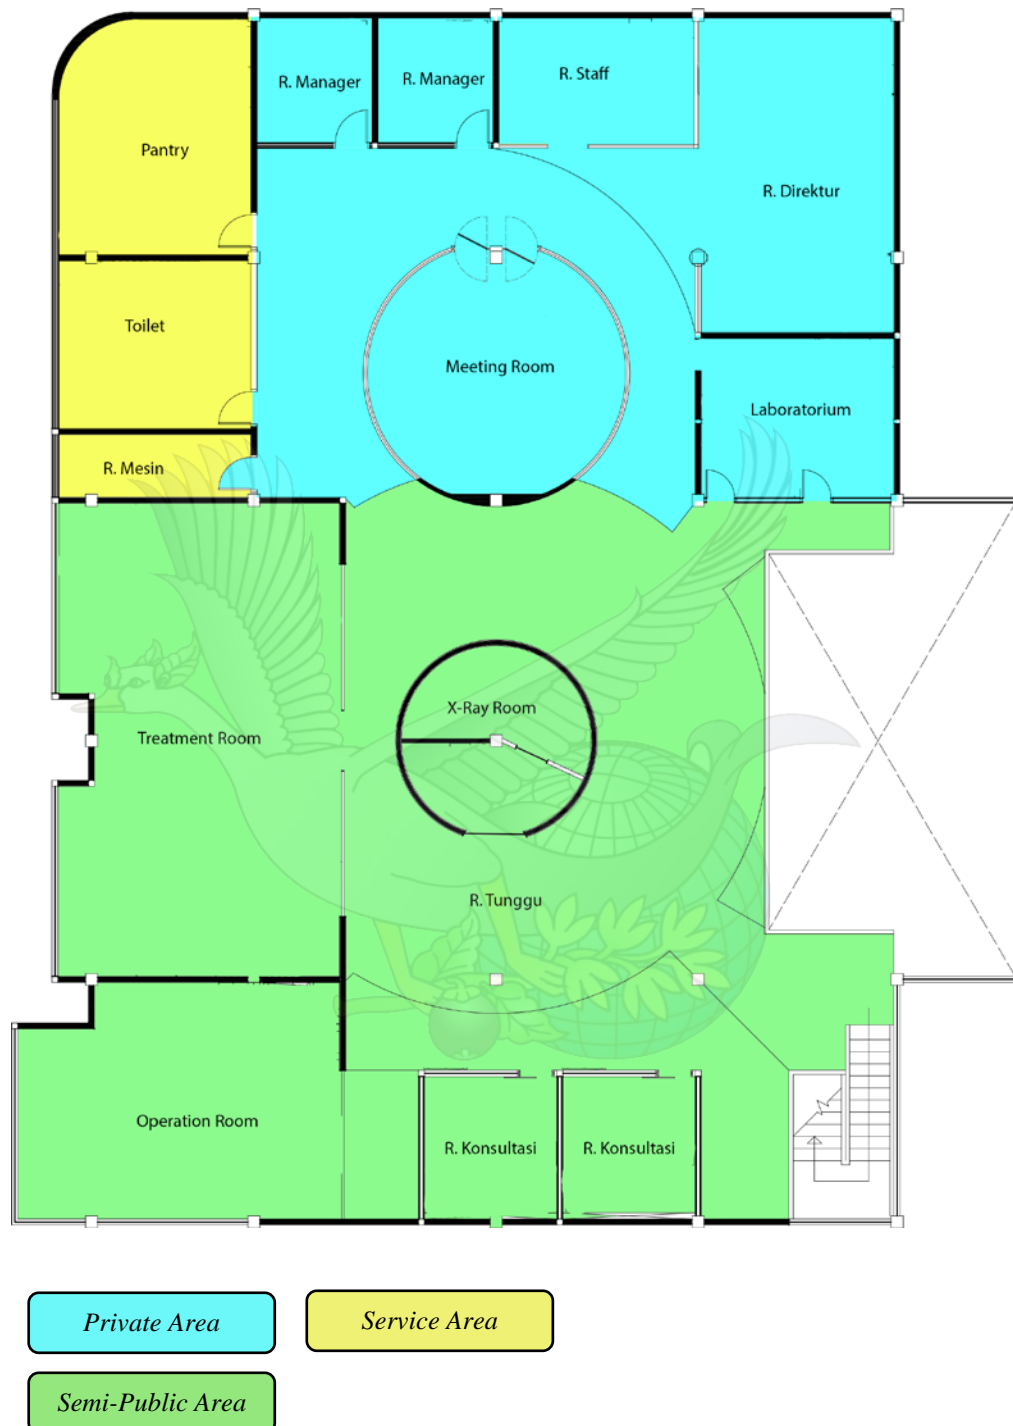 R. Manager
R. Manager
R. Staff
Pantry
R. Direktur
Toilet
Meeting Room
Laboratorium
R. Mesin
X-Ray Room
Treatment Room
R. Tunggu
Operation Room
R. Konsultasi
R. Konsultasi
Private Area
Service Area
Semi-Public Area